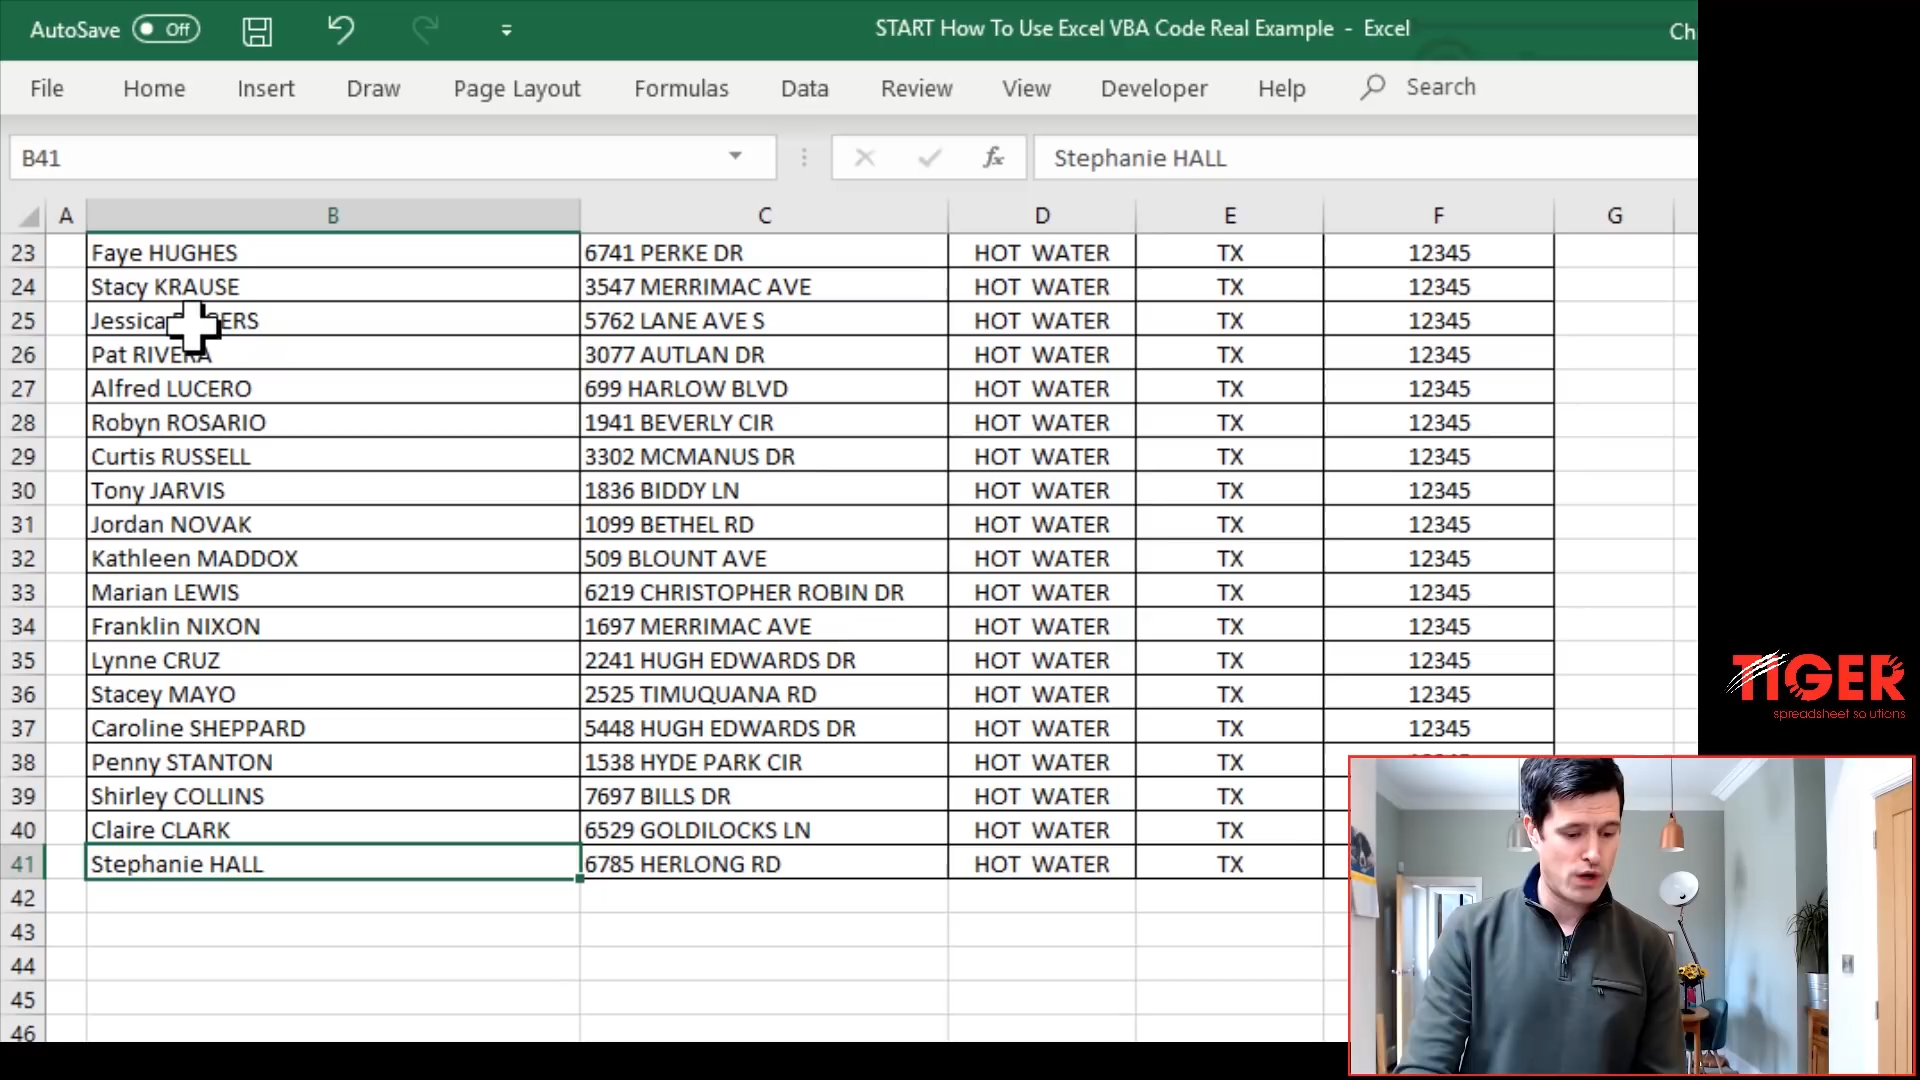 AutoSave Off START How To Use Excel VBA Code Real Example - Excel Ch
File Home Insert Draw Page Layout Formulas Data Review View Developer Help Search
B41 fx Stephanie HALL
A B C D E F G
23 Faye HUGHES 6741 PERKE DR HOT WATER TX 12345
24 Stacy KRAUSE 3547 MERRIMAC AVE HOT WATER TX 12345
25 Jessica 5762 LANE AVE S HOT WATER TX 12345
26 Pat RIVERA 3077 AUTLAN DR HOT WATER TX 12345
27 Alfred LUCERO 699 HARLOW BLVD HOT WATER TX 12345
28 Robyn ROSARIO 1941 BEVERLY CIR HOT WATER TX 12345
29 Curtis RUSSELL 3302 MCMANUS DR HOT WATER TX 12345
30 Tony JARVIS 1836 BIDDY LN HOT WATER TX 12345
31 Jordan NOVAK 1099 BETHEL RD HOT WATER TX 12345
32 Kathleen MADDOX 509 BLOUNT AVE HOT WATER TX 12345
33 Marian LEWIS 6219 CHRISTOPHER ROBIN DR HOT WATER TX 12345
34 Franklin NIXON 1697 MERRIMAC AVE HOT WATER TX 12345
35 Lynne CRUZ 2241 HUGH EDWARDS DR HOT WATER TX 12345
36 Stacey MAYO 2525 TIMUQUANA RD HOT WATER TX 12345
37 Caroline SHEPPARD 5448 HUGH EDWARDS DR HOT WATER TX 12345
38 Penny STANTON 1538 HYDE PARK CIR HOT WATER TX
39 Shirley COLLINS 7697 BILLS DR HOT WATER TX
40 Claire CLARK 6529 GOLDILOCKS LN HOT WATER TX
41 Stephanie HALL 6785 HERLONG RD HOT WATER TX
42
43
44
45
46
TIGER
spreadsheet solutions